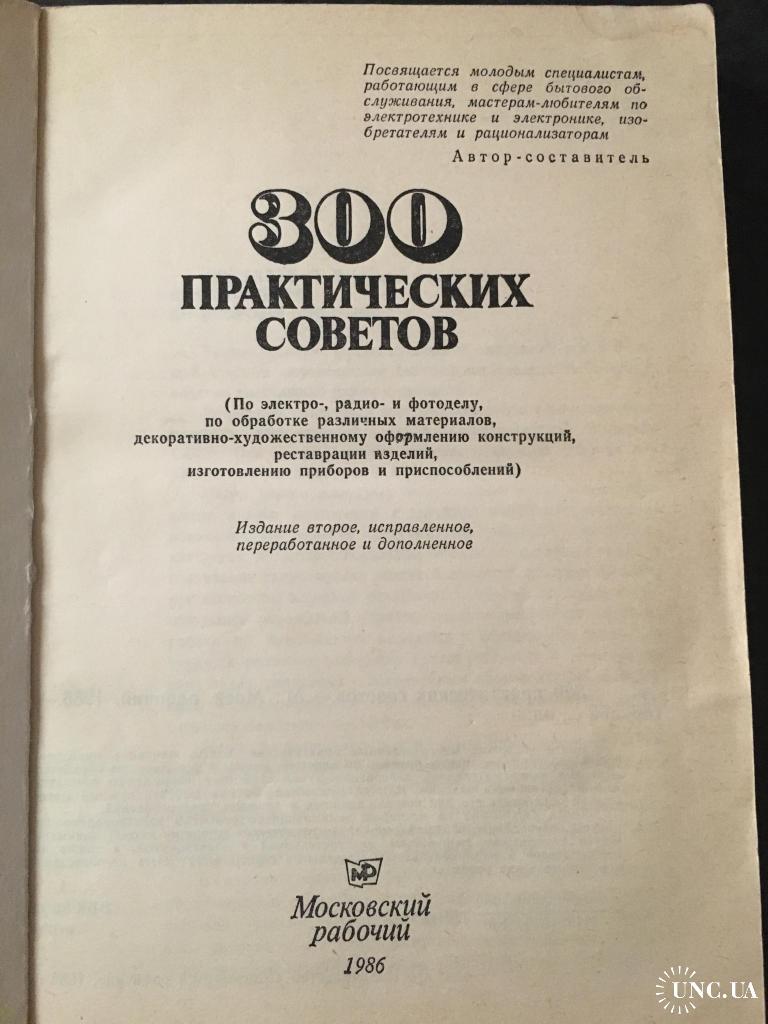 Посвящается молодым специалистам,
работающим в сфере бытового об-
служивания, мастерам-любителям по
электротехнике и электронике, изо-
бретателям и рационализаторам
Автор-составитель
300
ПРАКТИЧЕСКИХ
СОВЕТОВ
(По электро-, радио- и фотоделу,
по обработке различных материалов,
декоративно-художественному оформлению конструкций,
реставрации изделий,
изготовлению приборов и приспособлений)
Издание второе, исправленное,
переработанное и дополненное
МР
Московский
рабочий
1986
UNC.UA